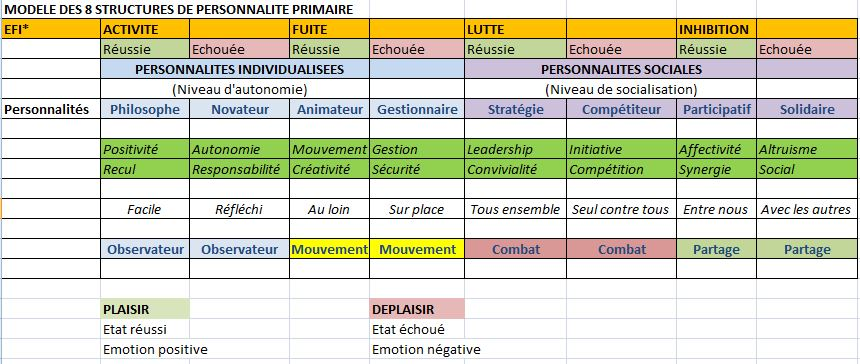 MODELE DES 8 STRUCTURES DE PERSONNALITE PRIMAIRE
EFI* ACTIVITE FUITE LUTTE INHIBITION
Réussie Echouée Réussie Echouée Réussie Echouée Réussie Echouée
PERSONNALITES INDIVIDUALISEES PERSONNALITES SOCIALES
(Niveau d'autonomie) (Niveau de socialisation)
Personnalités Philosophe Novateur Animateur Gestionnaire Stratégie Compétiteur Participatif Solidaire
Positivité Autonomie Mouvement Gestion Leadership Initiative Affectivité Altruisme
Recul Responsabilité Créativité Sécurité Convivialité Compétition Synergie Social
Facile Réfléchi Au loin Sur place Tous ensemble Seul contre tous Entre nous Avec les autres
Observateur Observateur Mouvement Mouvement Combat Combat Partage Partage
PLAISIR DEPLAISIR
Etat réussi Etat échoué
Emotion positive Emotion négative